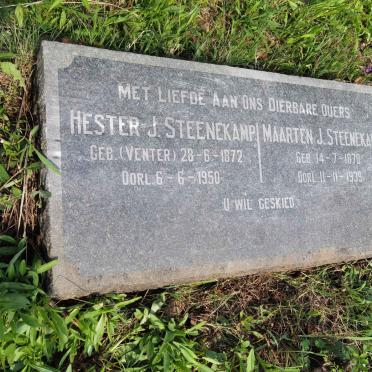 MET LIEFDE AAN ONS DIERBARE OUERS
HESTER J. STEENEKAMP
GEB. (VENTER) 28-6-1872
OORL. 6-6-1950
MAARTEN J. STEENEKA
GEB. 14-7-1870
OORL. 11-11-1939
U WIL GESKIED